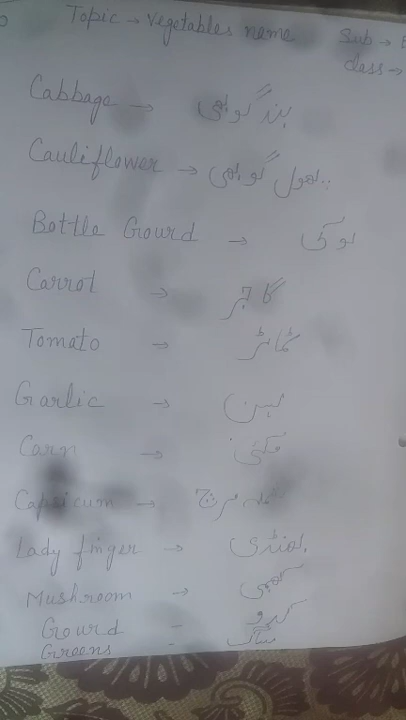 Topic → Vegetables name
Sub →
class →
Cabbage → بند گوبھی
Cauliflower → پھول گوبھی
Bottle Gourd → لوکی
Carrot → گاجر
Tomato → ٹماٹر
Garlic → لہسن
Carn → مکئی
Capsicum → شملہ مرچ
Lady finger → بھنڈی
Mushroom → کھمبی
Gourd - کدو
Greens - ساگ